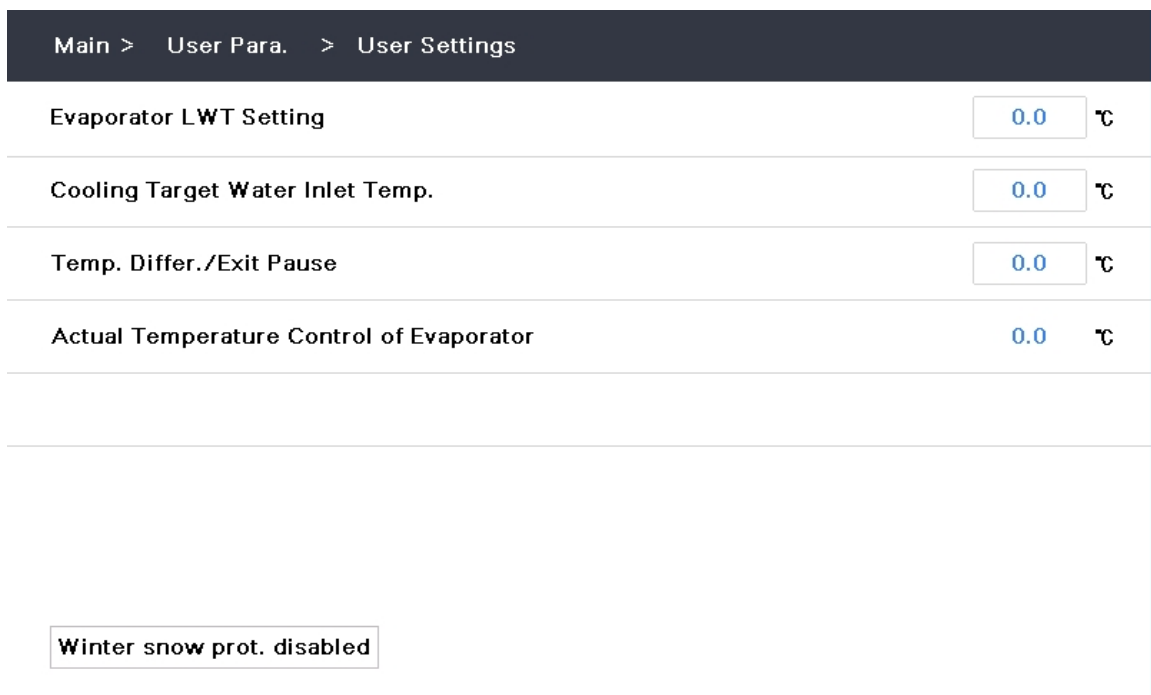 Main > User Para. > User Settings
Evaporator LWT Setting 0.0 ℃
Cooling Target Water Inlet Temp. 0.0 ℃
Temp. Differ./Exit Pause 0.0 ℃
Actual Temperature Control of Evaporator 0.0 ℃
Winter snow prot. disabled